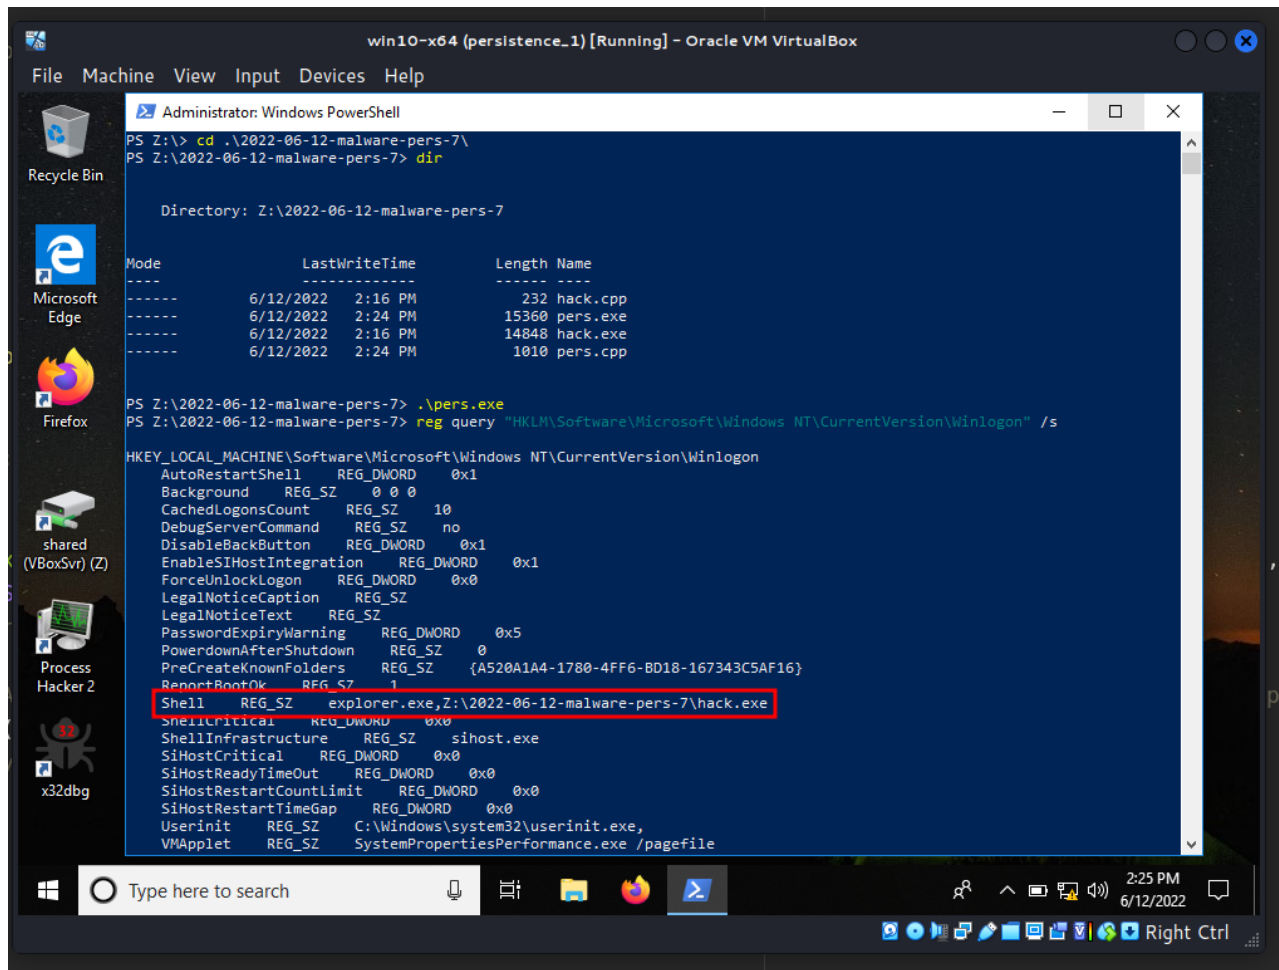 win10-x64 (persistence_1) [Running] - Oracle VM VirtualBox
File Machine View Input Devices Help
Administrator: Windows PowerShell
PS Z:\> cd .\2022-06-12-malware-pers-7\
PS Z:\2022-06-12-malware-pers-7> dir
Directory: Z:\2022-06-12-malware-pers-7
Mode LastWriteTime Length Name
---- ------------- ------ ----
------ 6/12/2022 2:16 PM 232 hack.cpp
------ 6/12/2022 2:24 PM 15360 pers.exe
------ 6/12/2022 2:16 PM 14848 hack.exe
------ 6/12/2022 2:24 PM 1010 pers.cpp
PS Z:\2022-06-12-malware-pers-7> .\pers.exe
PS Z:\2022-06-12-malware-pers-7> reg query "HKLM\Software\Microsoft\Windows NT\CurrentVersion\Winlogon" /s
HKEY_LOCAL_MACHINE\Software\Microsoft\Windows NT\CurrentVersion\Winlogon
AutoRestartShell REG_DWORD 0x1
Background REG_SZ 0 0 0
CachedLogonsCount REG_SZ 10
DebugServerCommand REG_SZ no
DisableBackButton REG_DWORD 0x1
EnableSIHostIntegration REG_DWORD 0x1
ForceUnlockLogon REG_DWORD 0x0
LegalNoticeCaption REG_SZ
LegalNoticeText REG_SZ
PasswordExpiryWarning REG_DWORD 0x5
PowerdownAfterShutdown REG_SZ 0
PreCreateKnownFolders REG_SZ {A520A1A4-1780-4FF6-BD18-167343C5AF16}
ReportBootOk REG_SZ 1
Shell REG_SZ explorer.exe,Z:\2022-06-12-malware-pers-7\hack.exe
ShellCritical REG_DWORD 0x0
ShellInfrastructure REG_SZ sihost.exe
SiHostCritical REG_DWORD 0x0
SiHostReadyTimeOut REG_DWORD 0x0
SiHostRestartCountLimit REG_DWORD 0x0
SiHostRestartTimeGap REG_DWORD 0x0
Userinit REG_SZ C:\Windows\system32\userinit.exe,
VMApplet REG_SZ SystemPropertiesPerformance.exe /pagefile
Recycle Bin
Microsoft
Edge
Firefox
shared
(VBoxSvr) (Z)
Process
Hacker 2
32
x32dbg
Type here to search
2:25 PM
6/12/2022
Right Ctrl